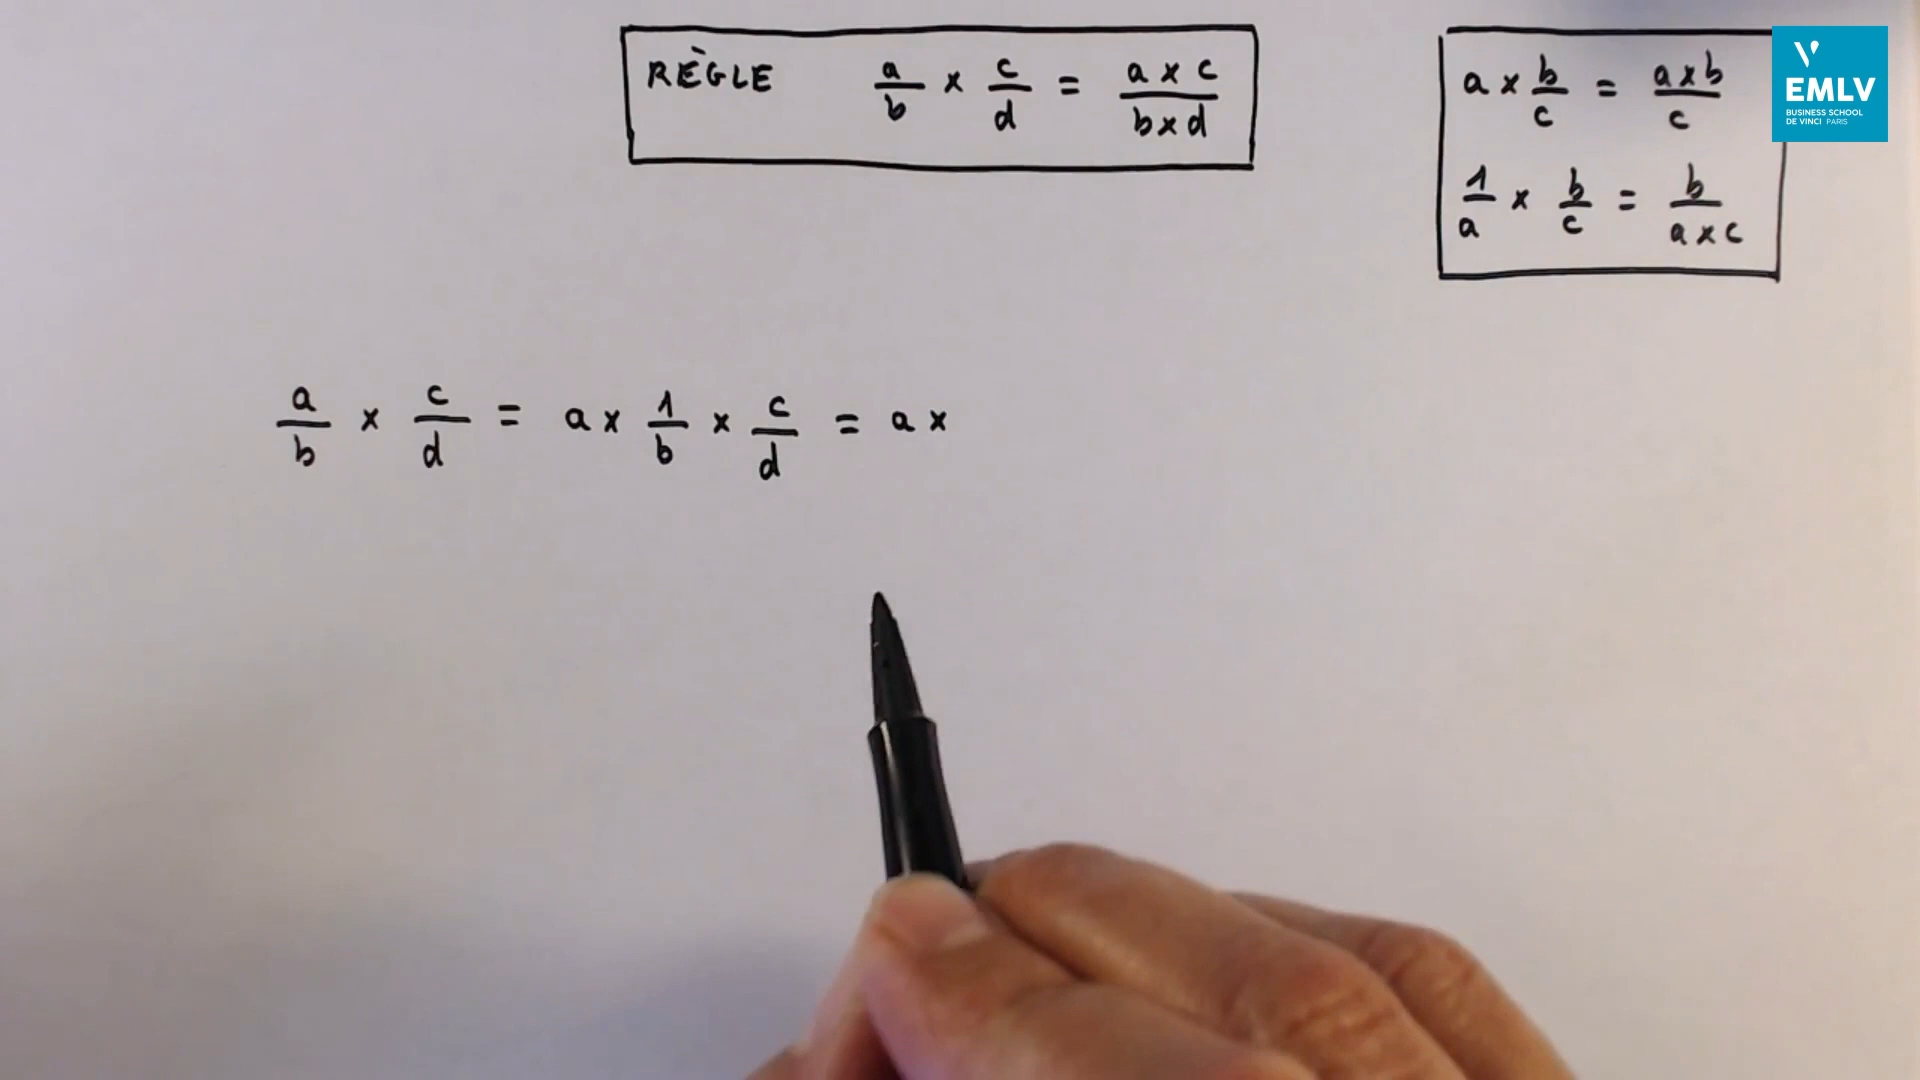 RÈGLE a/b × c/d = a × c / b × d
a × b/c = a × b / c
1/a × b/c = b / a × c
EMLV
BUSINESS SCHOOL
DE VINCI PARIS
a/b × c/d = a × 1/b × c/d = a ×